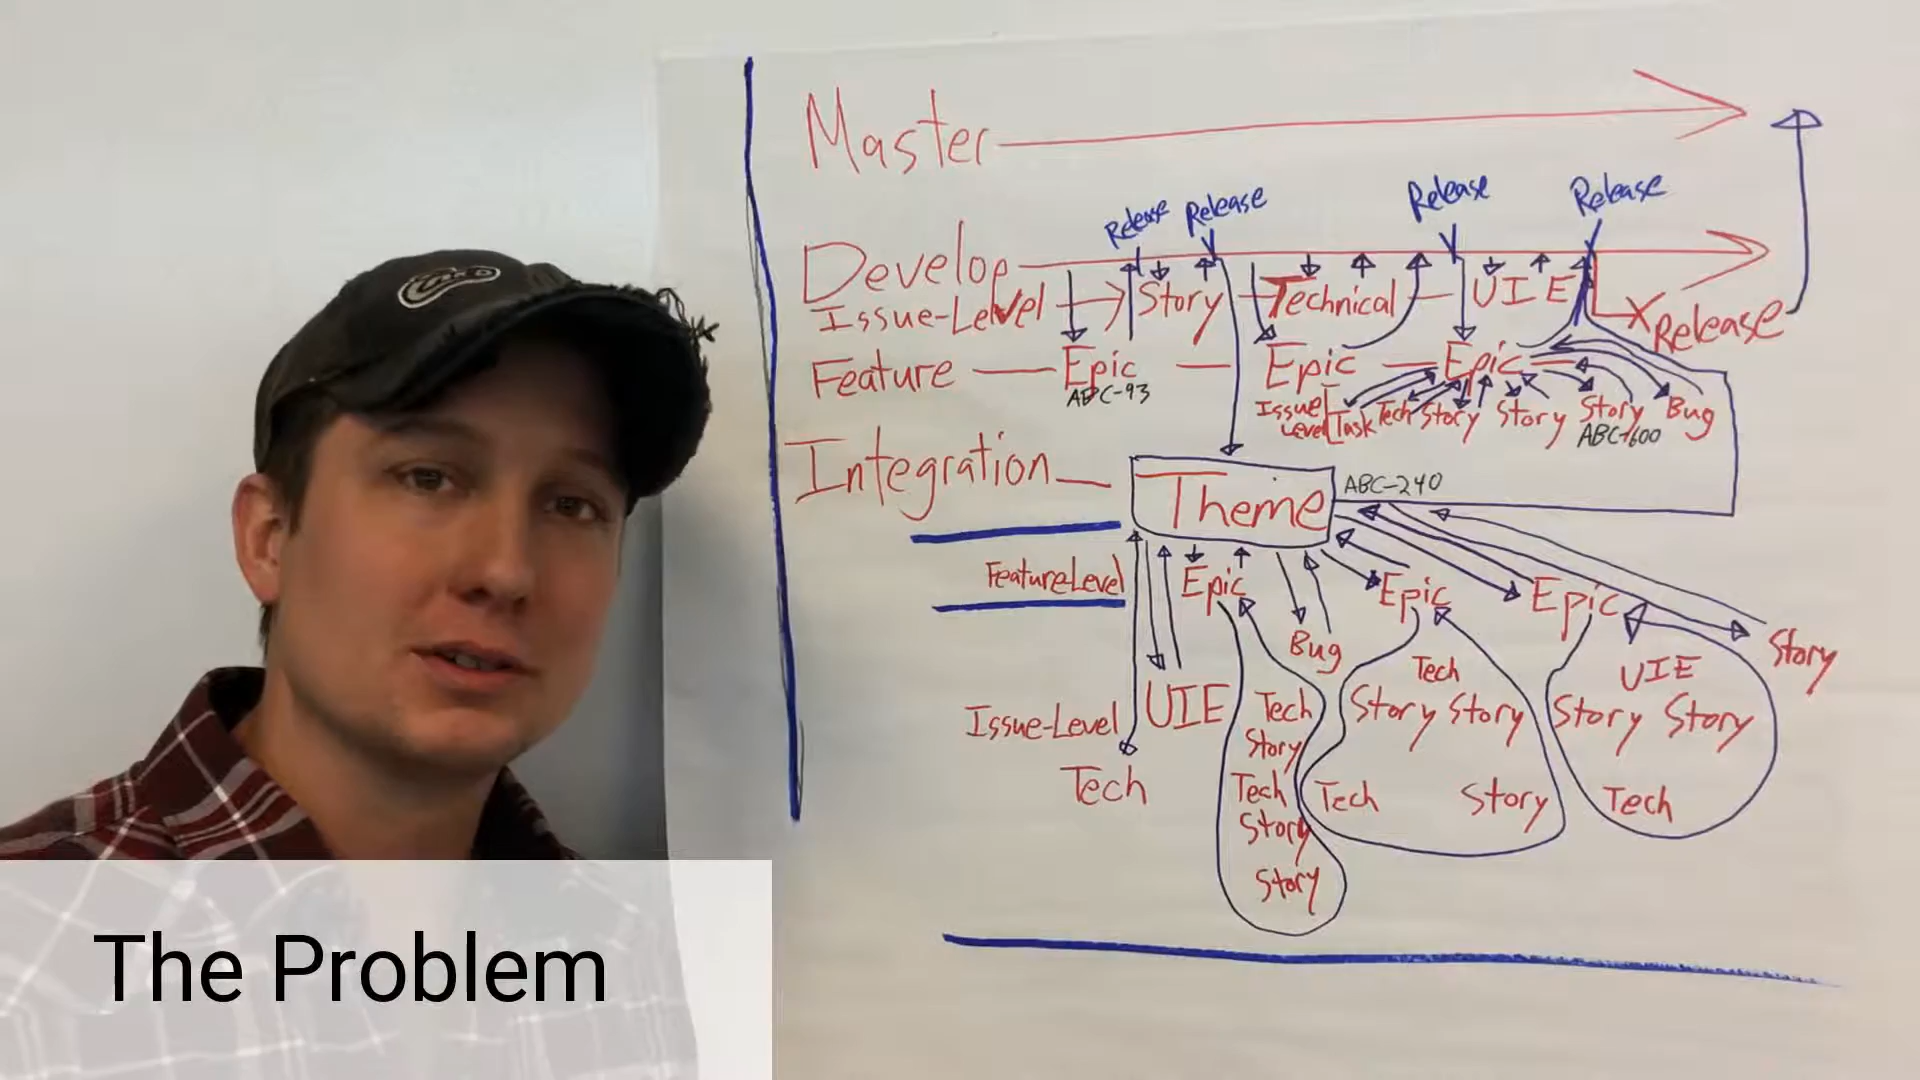 Master
Release Release Release Release
Develop
Issue-Level Story Technical UIE
X Release
Feature Epic Epic Epic
ABC-93
Issue Level Task Tech Story Story Story Bug
ABC-1600
Integration Theme ABC-240
Feature Level Epic Epic Epic
Bug Story
Tech UIE
Issue-Level UIE Tech Story Story Story Story
Story
Tech Tech Tech Story Tech
Story
Story
The Problem